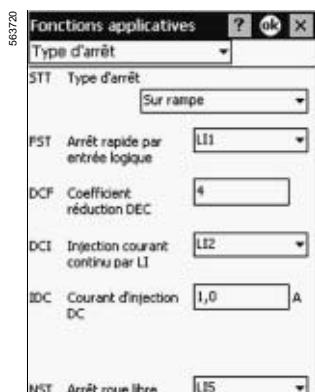 563720
Fonctions applicatives ? ok ×
Type d'arrêt
STT Type d'arrêt
Sur rampe
FST Arrêt rapide par LI1
entrée logique
DCF Coefficient 4
réduction DEC
DCI Injection courant LI2
continu par LI
IDC Courant d'injection 1,0 A
DC
NST Arrêt roue libre LI5